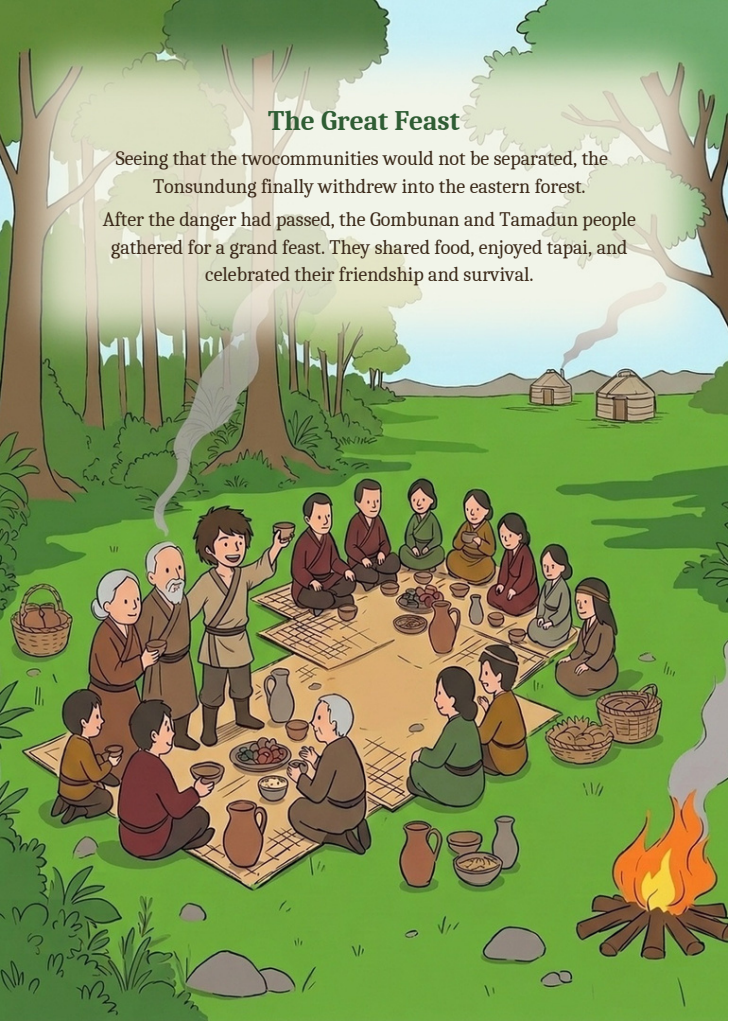 The Great Feast
Seeing that the twocommunities would not be separated, the
Tonsundung finally withdrew into the eastern forest.
After the danger had passed, the Gombunan and Tamadun people
gathered for a grand feast. They shared food, enjoyed tapai, and
celebrated their friendship and survival.